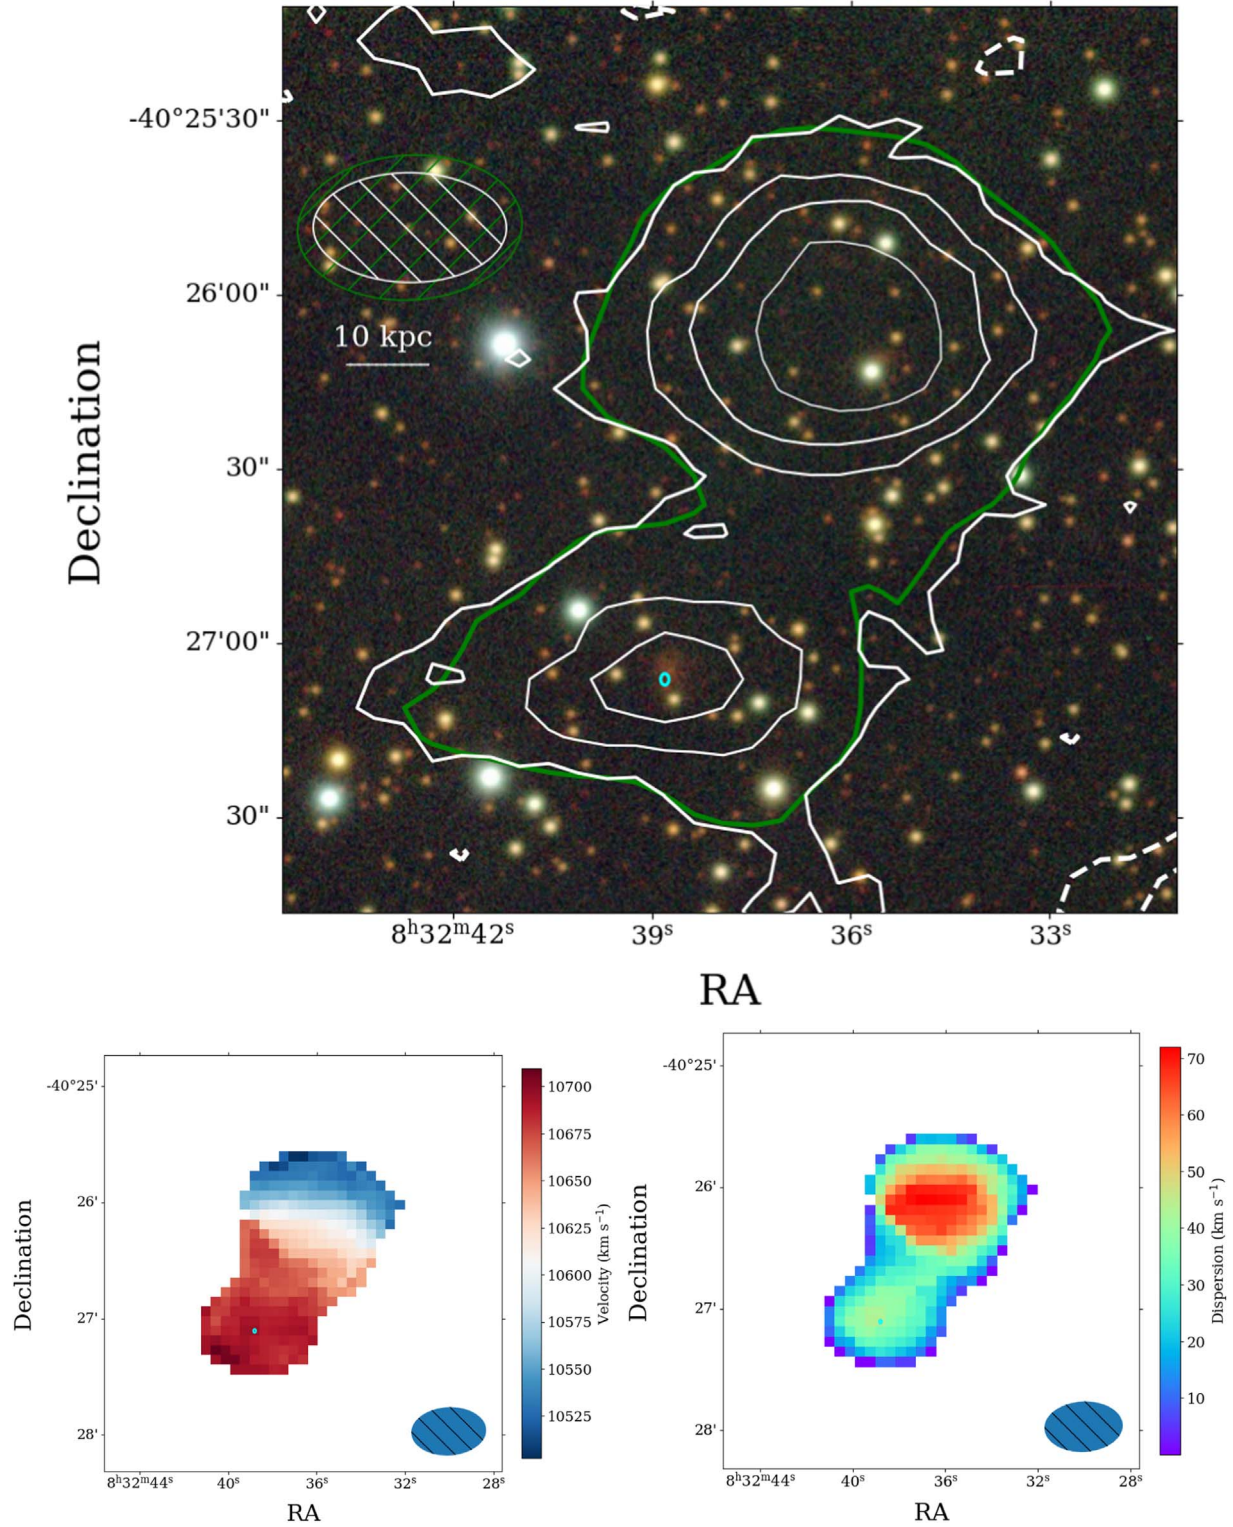 -40°25'30"
26'00"
10 kpc
30"
27'00"
30"
Declination
8ʰ32ᵐ42ˢ
39ˢ
36ˢ
33ˢ
RA
-40°25'
26'
27'
28'
Declination
8ʰ32ᵐ44ˢ
40ˢ
36ˢ
32ˢ
28ˢ
RA
10700
10675
10650
10625
10600
10575
10550
10525
Velocity (km s⁻¹)
-40°25'
26'
27'
28'
Declination
8ʰ32ᵐ44ˢ
40ˢ
36ˢ
32ˢ
28ˢ
RA
70
60
50
40
30
20
10
Dispersion (km s⁻¹)